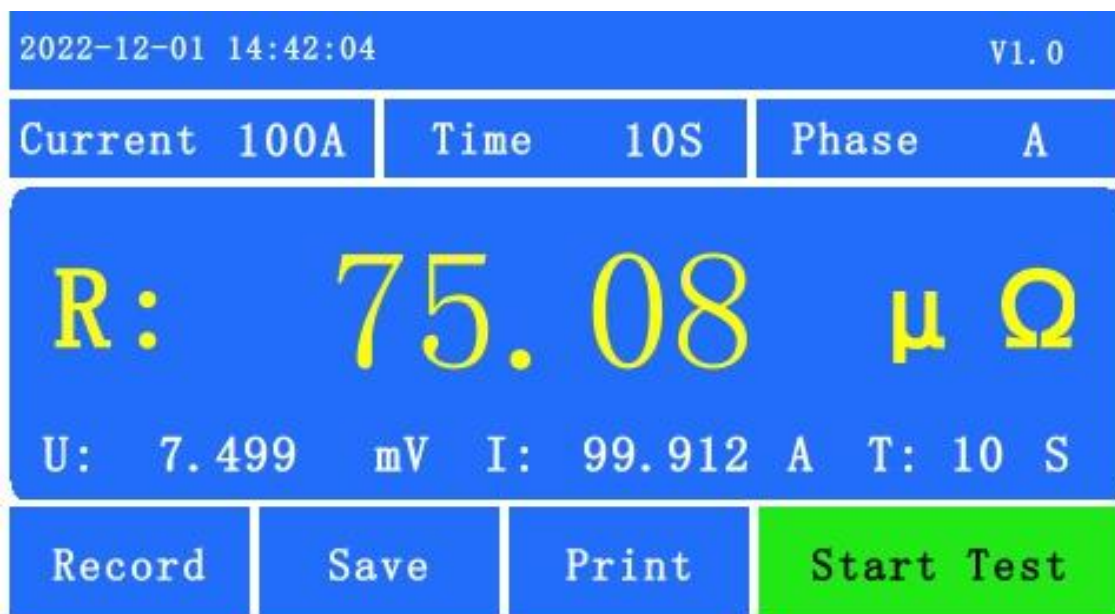 2022-12-01 14:42:04 V1.0
Current 100A Time 10S Phase A
R: 75.08 μΩ
U: 7.499 mV I: 99.912 A T: 10 S
Record Save Print Start Test